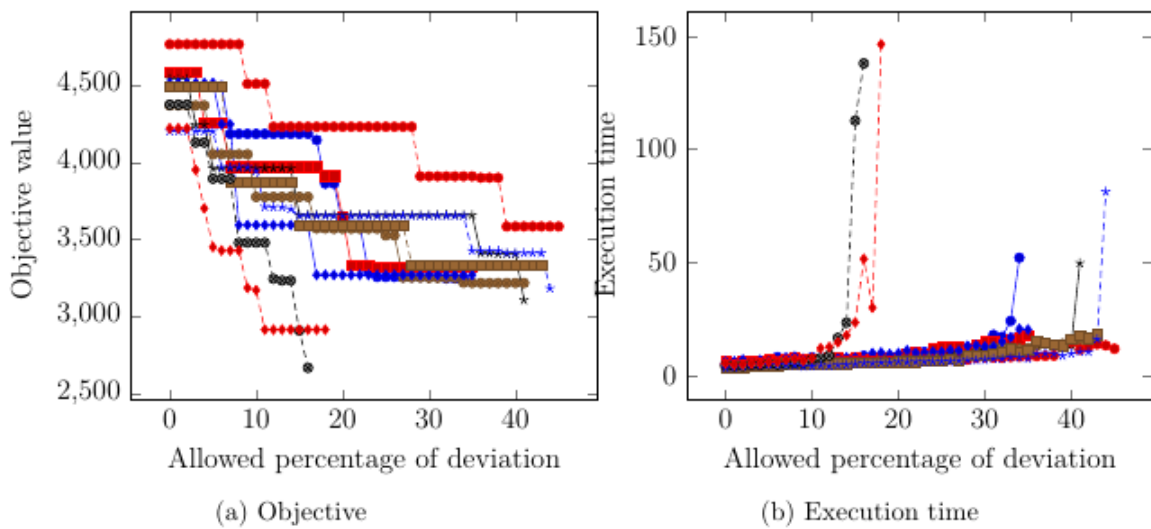 4,500
4,000
3,500
3,000
2,500
Objective value
0 10 20 30 40
Allowed percentage of deviation
(a) Objective
150
100
50
0
Execution time
0 10 20 30 40
Allowed percentage of deviation
(b) Execution time